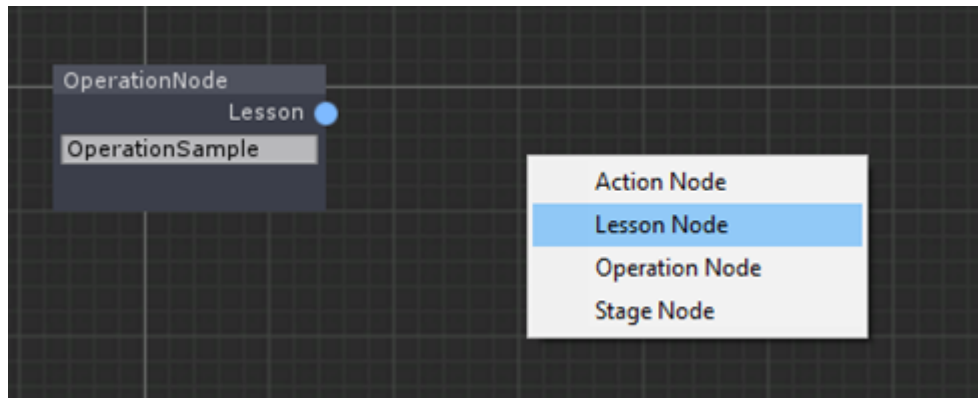 OperationNode
Lesson
OperationSample
Action Node
Lesson Node
Operation Node
Stage Node